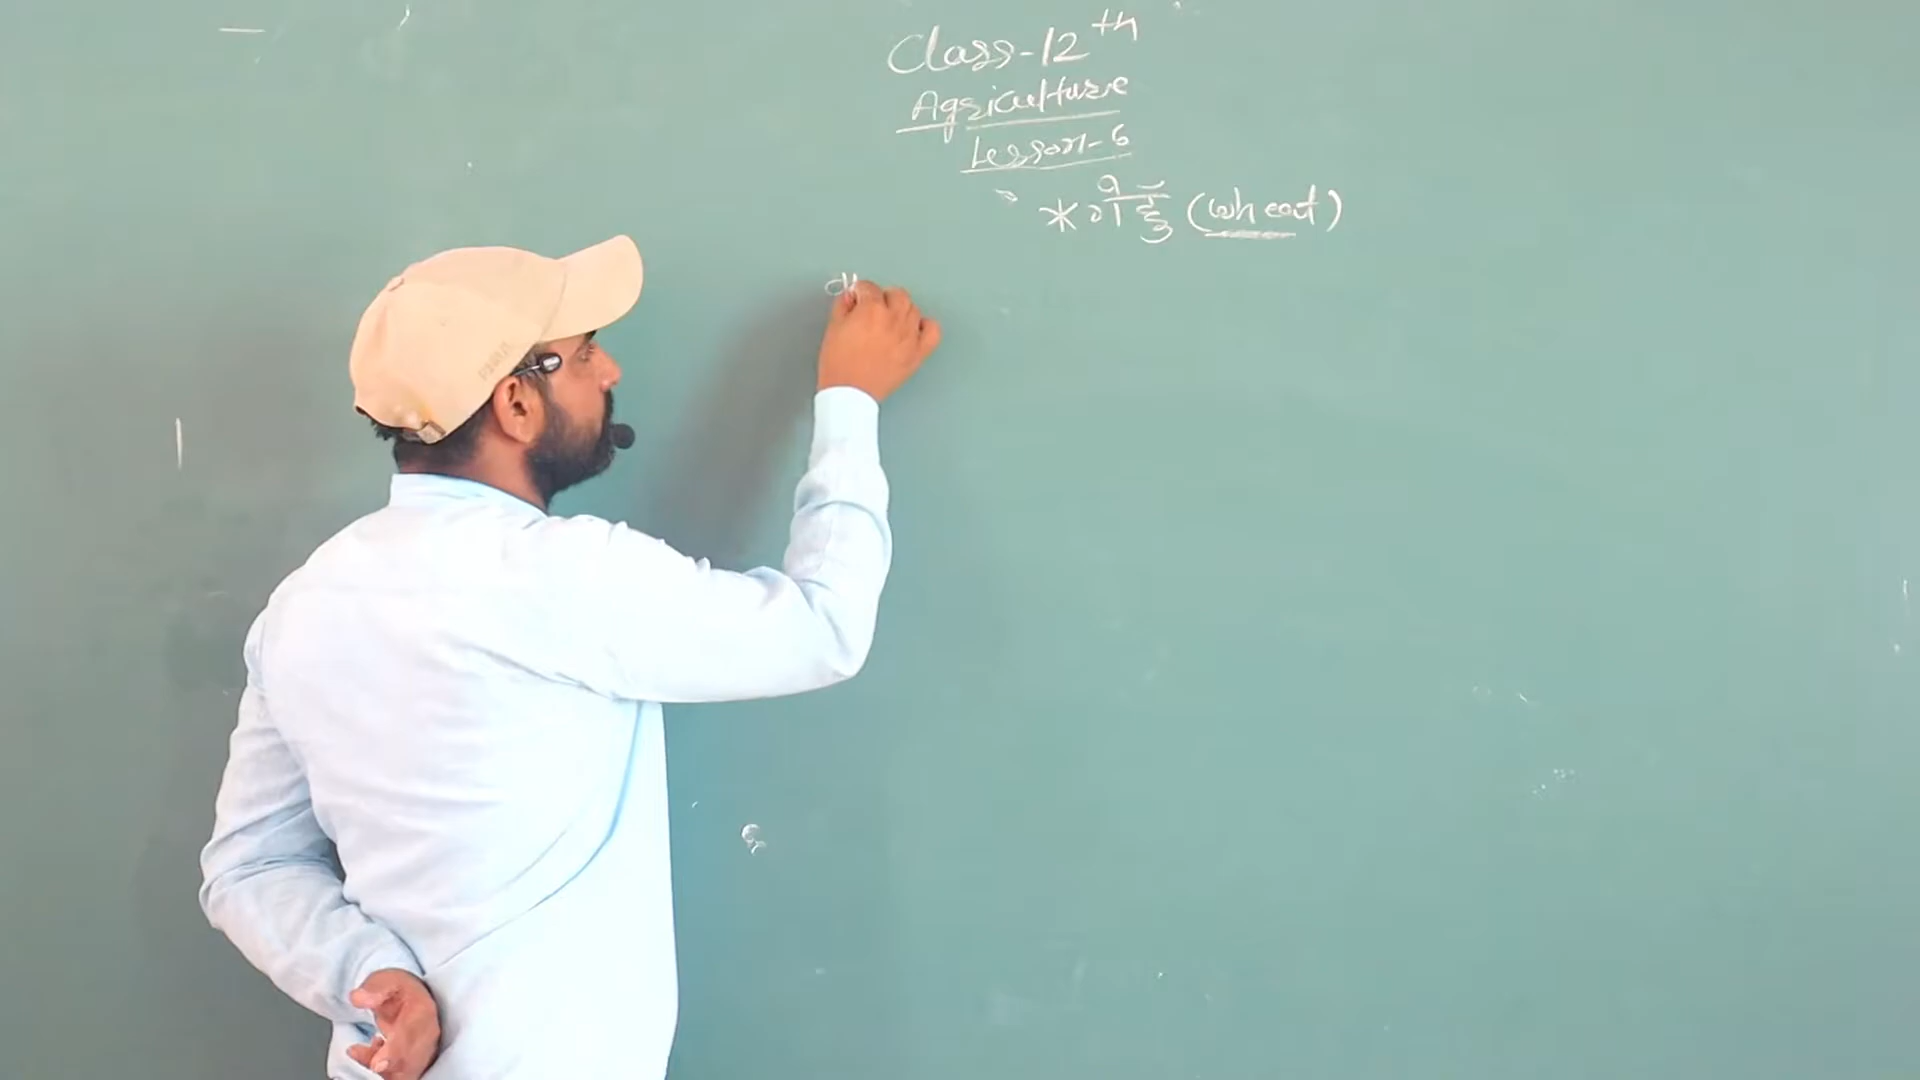 Class-12th
Agriculture
Lesson-6
* गेहूँ (wheat)